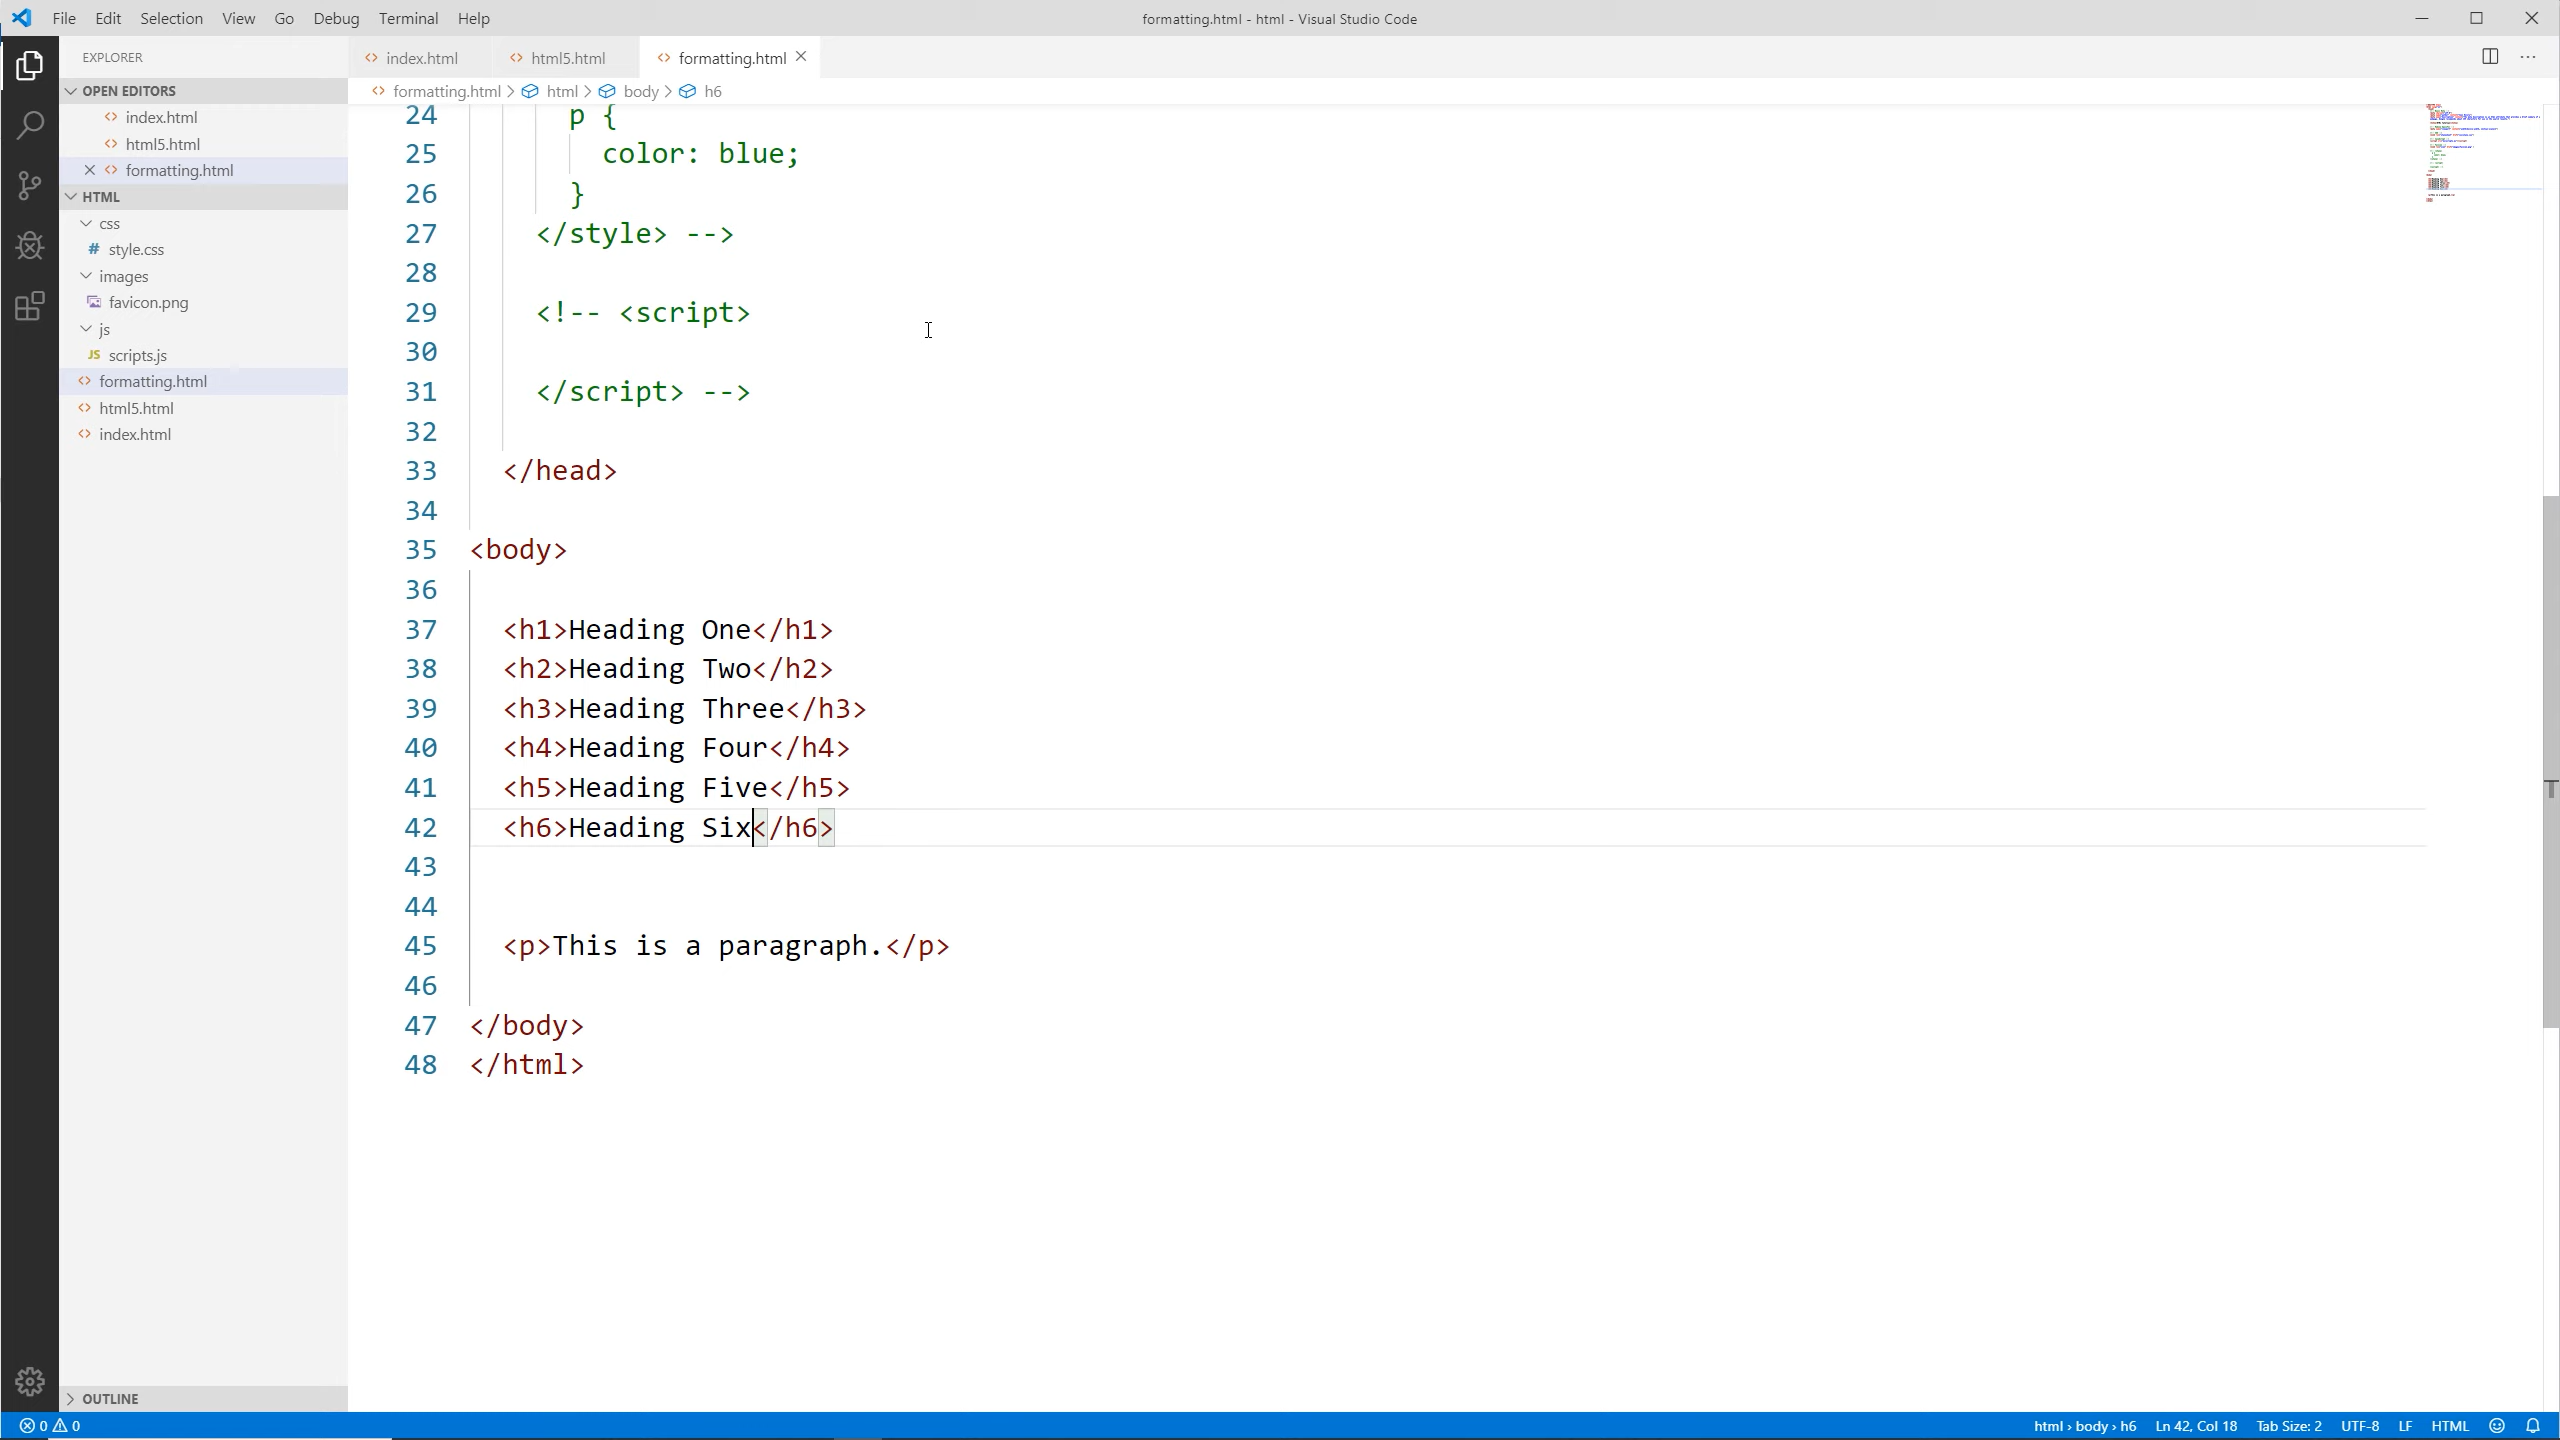 File Edit Selection View Go Debug Terminal Help
formatting.html - html - Visual Studio Code
EXPLORER
OPEN EDITORS
index.html
html5.html
formatting.html
HTML
css
# style.css
images
favicon.png
js
JS scripts.js
formatting.html
html5.html
index.html
OUTLINE
index.html html5.html formatting.html
formatting.html > html > body > h6
24 p {
25 color: blue;
26 }
27 </style> -->
28
29 <!-- <script>
30
31 </script> -->
32
33 </head>
34
35 <body>
36
37 <h1>Heading One</h1>
38 <h2>Heading Two</h2>
39 <h3>Heading Three</h3>
40 <h4>Heading Four</h4>
41 <h5>Heading Five</h5>
42 <h6>Heading Six</h6>
43
44
45 <p>This is a paragraph.</p>
46
47 </body>
48 </html>
0 0
html › body › h6 Ln 42, Col 18 Tab Size: 2 UTF-8 LF HTML